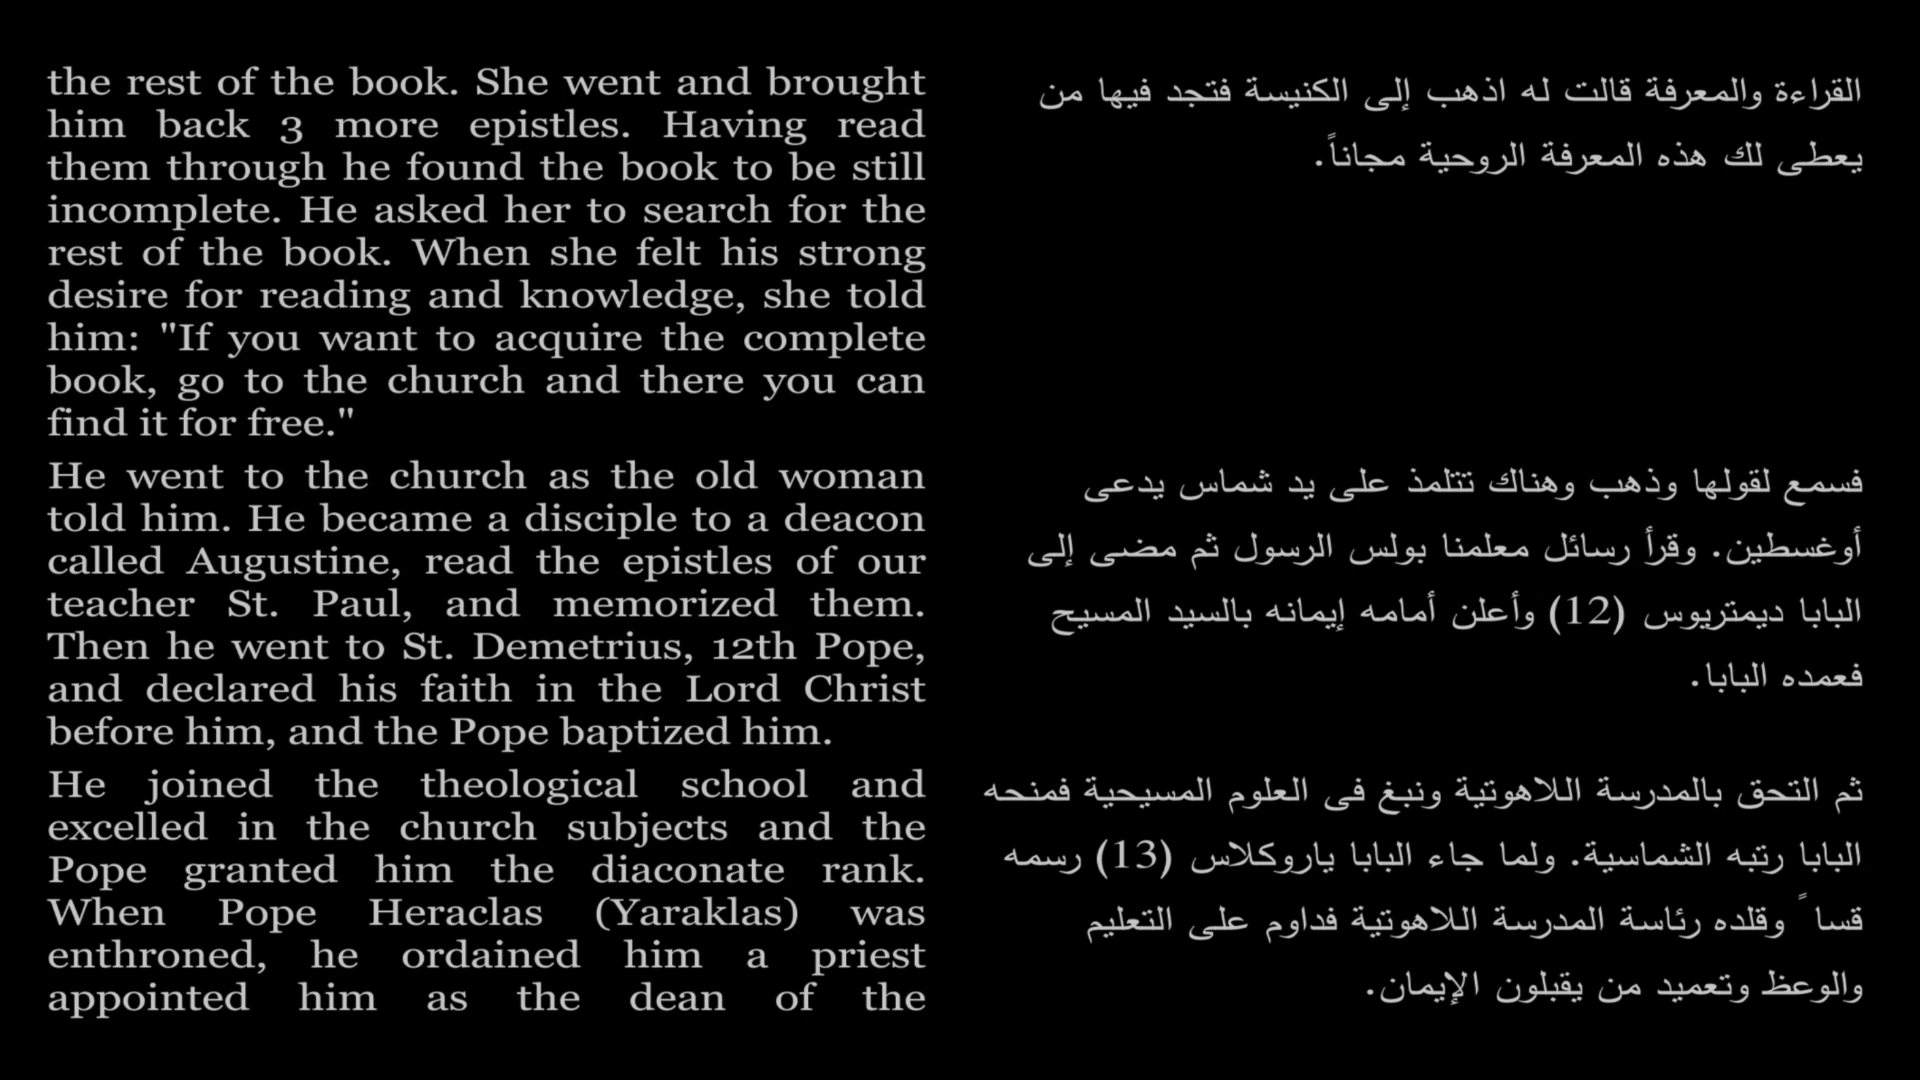 the rest of the book. She went and brought
him back 3 more epistles. Having read
them through he found the book to be still
incomplete. He asked her to search for the
rest of the book. When she felt his strong
desire for reading and knowledge, she told
him: "If you want to acquire the complete
book, go to the church and there you can
find it for free."
He went to the church as the old woman
told him. He became a disciple to a deacon
called Augustine, read the epistles of our
teacher St. Paul, and memorized them.
Then he went to St. Demetrius, 12th Pope,
and declared his faith in the Lord Christ
before him, and the Pope baptized him.
He joined the theological school and
excelled in the church subjects and the
Pope granted him the diaconate rank.
When Pope Heraclas (Yaraklas) was
enthroned, he ordained him a priest
appointed him as the dean of the
القراءة والمعرفة قالت له اذهب إلى الكنيسة فتجد فيها من
يعطى لك هذه المعرفة الروحية مجاناً.
فسمع لقولها وذهب وهناك تتلمذ على يد شماس يدعى
أوغسطين. وقرأ رسائل معلمنا بولس الرسول ثم مضى إلى
البابا ديمتريوس (12) وأعلن أمامه إيمانه بالسيد المسيح
فعمده البابا.
ثم التحق بالمدرسة اللاهوتية ونبغ فى العلوم المسيحية فمنحه
البابا رتبه الشماسية. ولما جاء البابا ياروكلاس (13) رسمه
قسا ً وقلده رئاسة المدرسة اللاهوتية فداوم على التعليم
والوعظ وتعميد من يقبلون الإيمان.